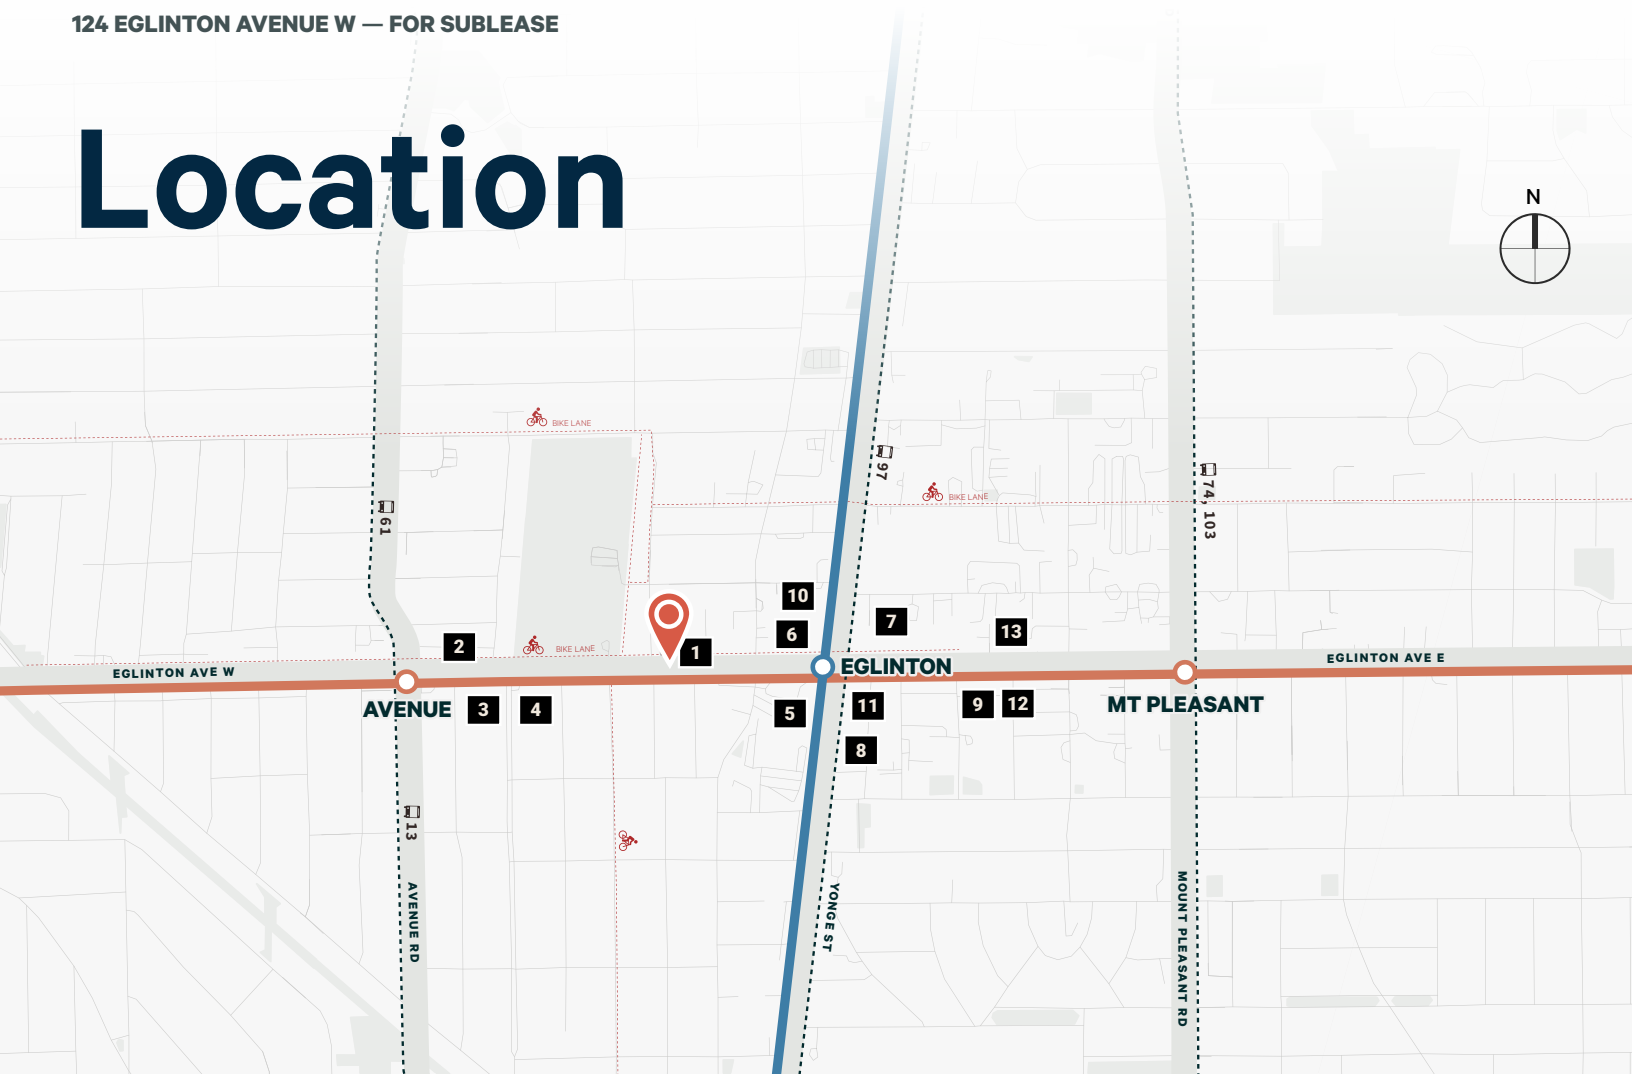 124 EGLINTON AVENUE W — FOR SUBLEASE
Location
N
BIKE LANE
97
BIKE LANE
74, 103
61
10
7
13
6
2
BIKE LANE
1
EGLINTON AVE W
EGLINTON
EGLINTON AVE E
AVENUE
3
4
5
11
9
12
MT PLEASANT
8
13
AVENUE RD
YONGE ST
MOUNT PLEASANT RD